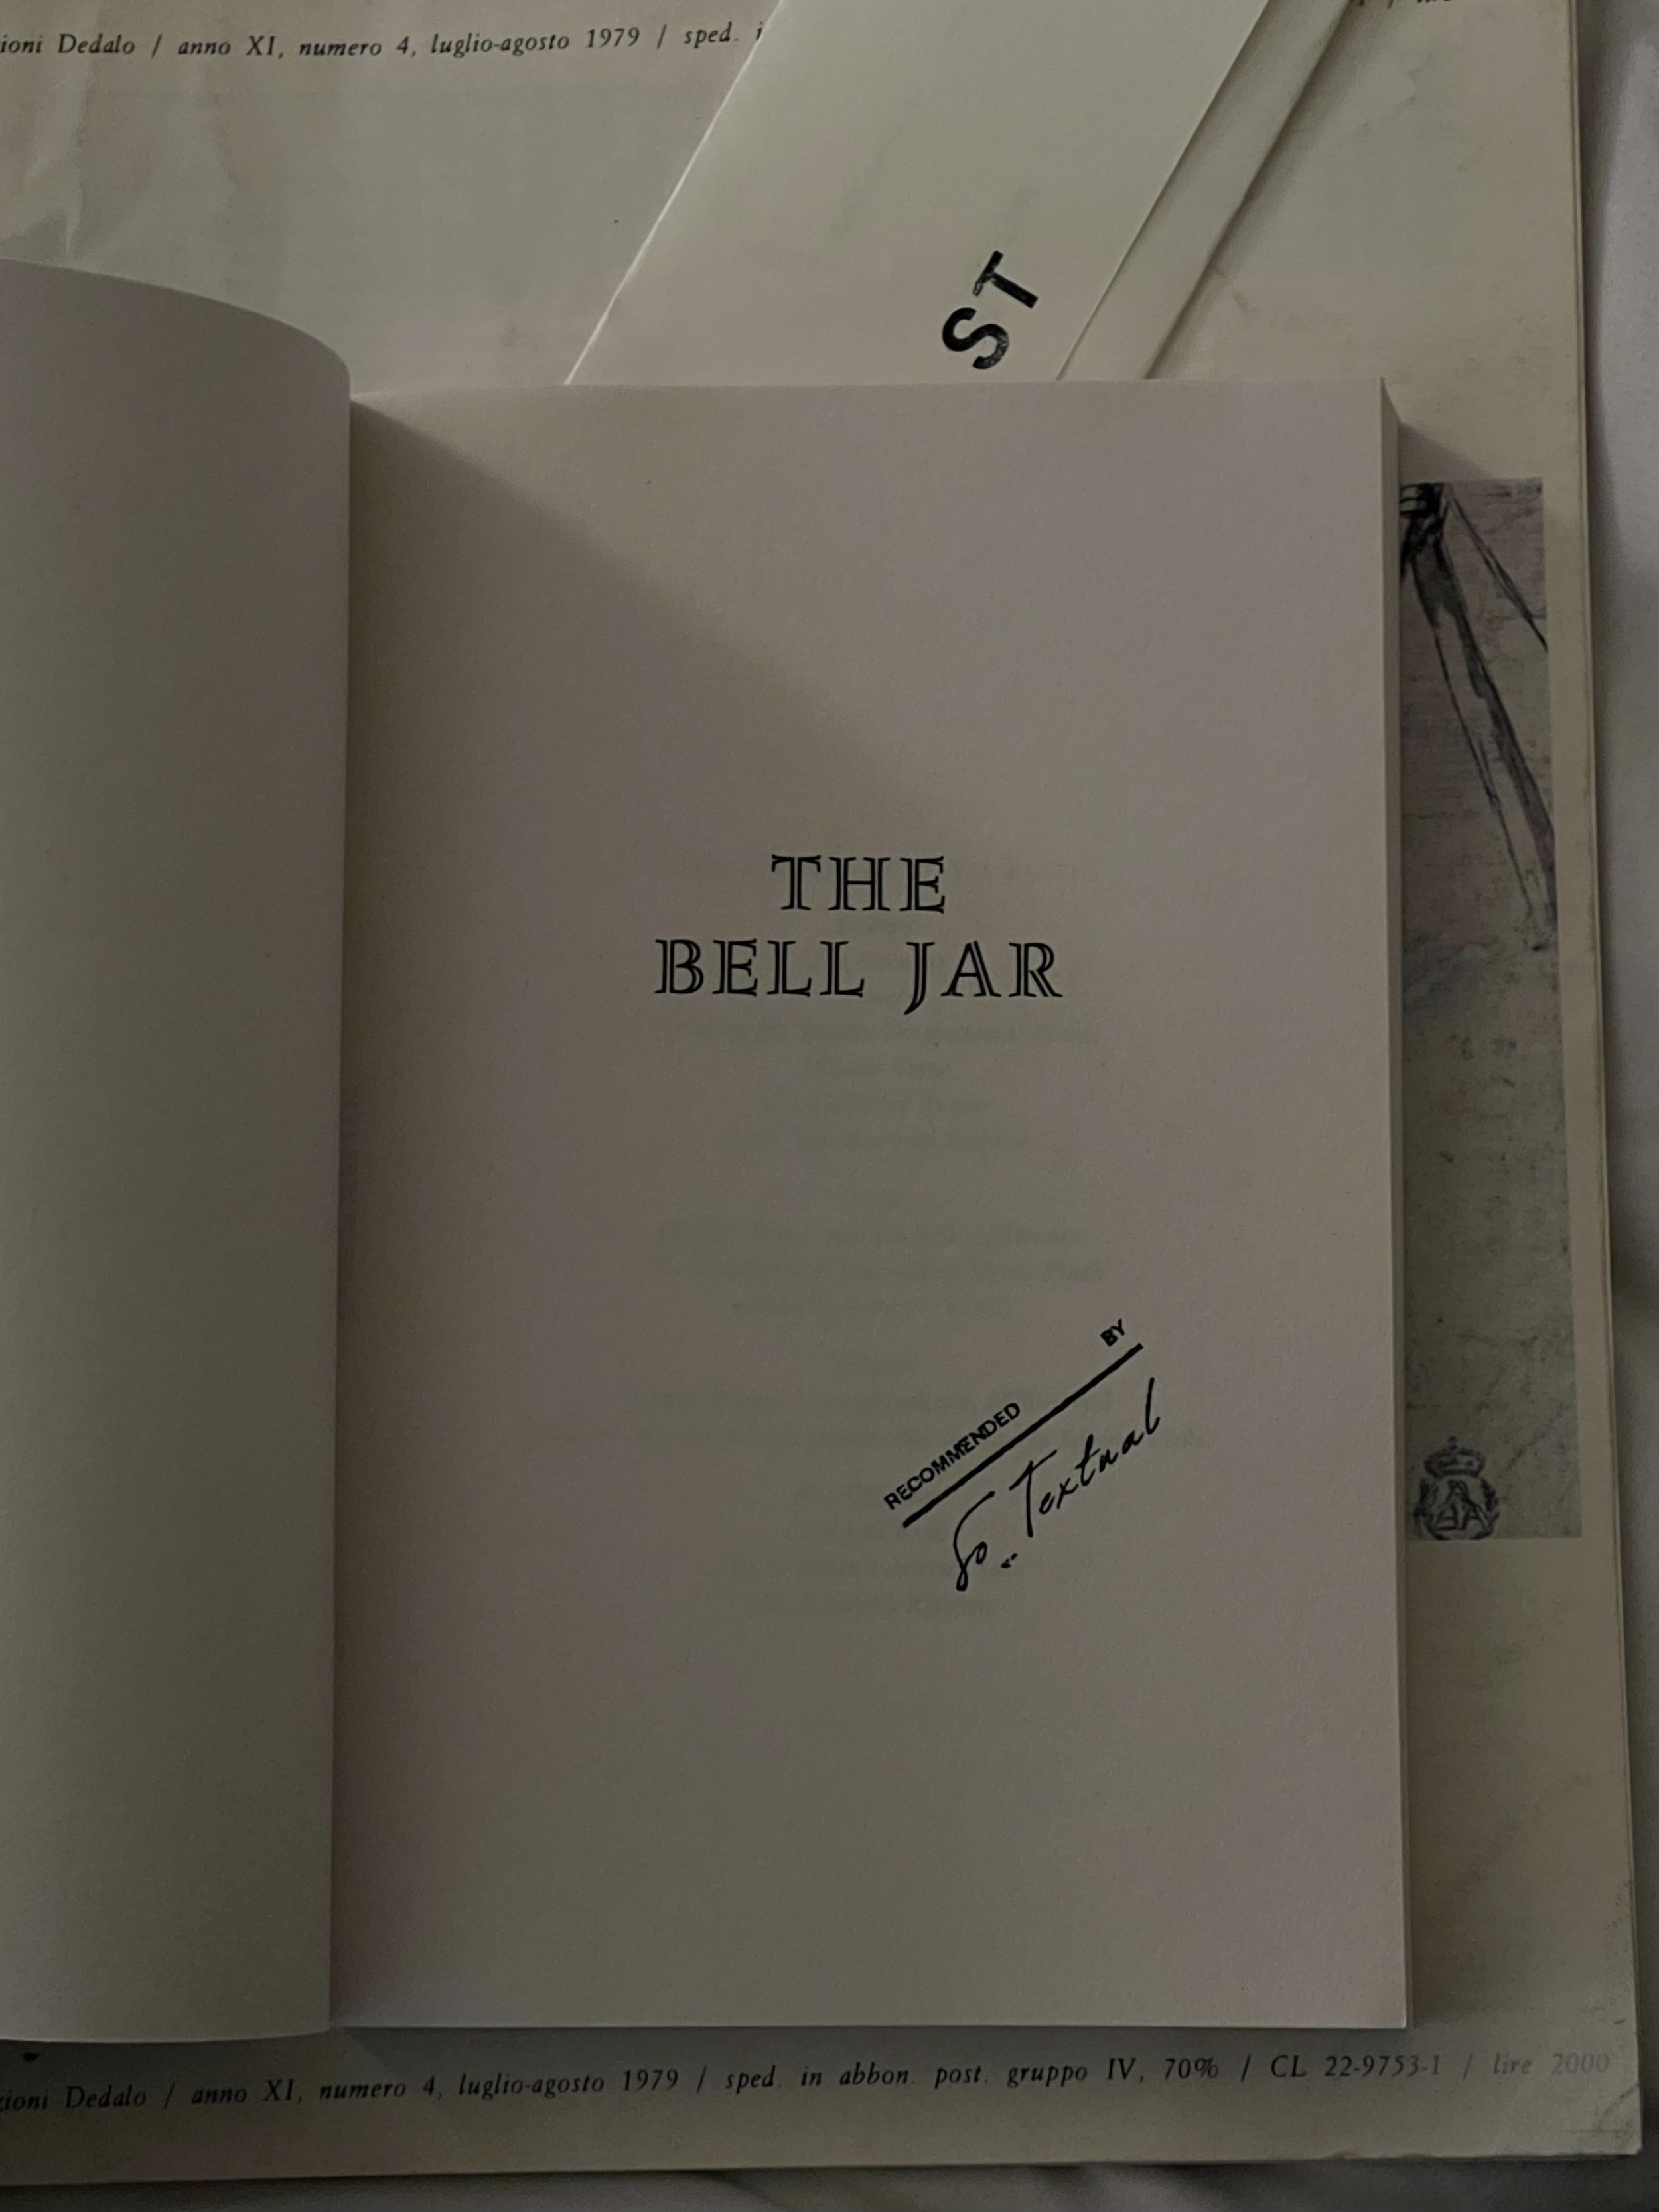 ioni Dedalo / anno XI, numero 4, luglio-agosto 1979 / sped. i
ST
THE
BELL JAR
RECOMMENDED BY
So Textual
zioni Dedalo / anno XI, numero 4, luglio-agosto 1979 / sped. in abbon. post. gruppo IV, 70% / CL 22-9753-1 / lire 2000